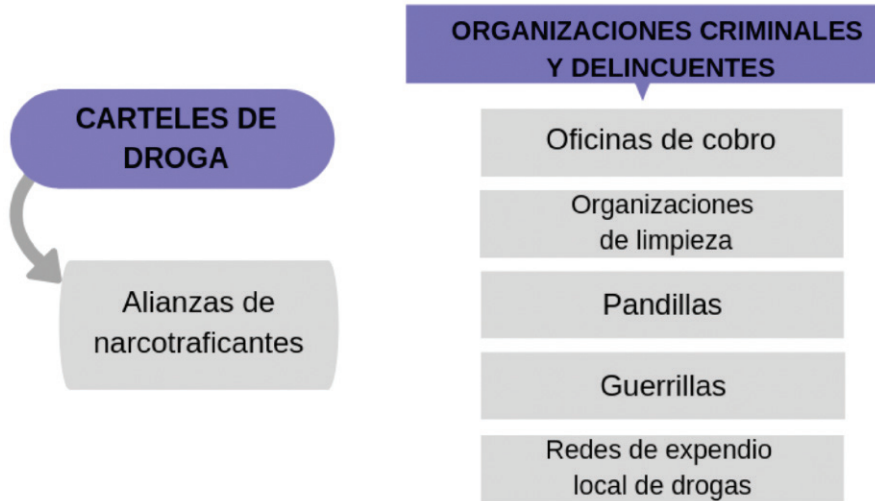 CARTELES DE
DROGA
Alianzas de
narcotraficantes
ORGANIZACIONES CRIMINALES
Y DELINCUENTES
Oficinas de cobro
Organizaciones
de limpieza
Pandillas
Guerrillas
Redes de expendio
local de drogas